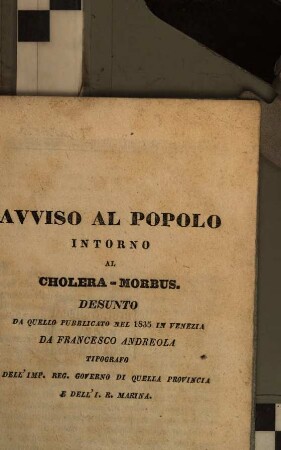 AVVISO AL POPOLO
INTORNO
AL
CHOLERA-MORBUS.
DESUNTO
DA QUELLO PUBBLICATO NEL 1835 IN VENEZIA
DA FRANCESCO ANDREOLA
TIPOGRAFO
DELL'IMP. REG. GOVERNO DI QUELLA PROVINCIA
E DELL'I. R. MARINA.